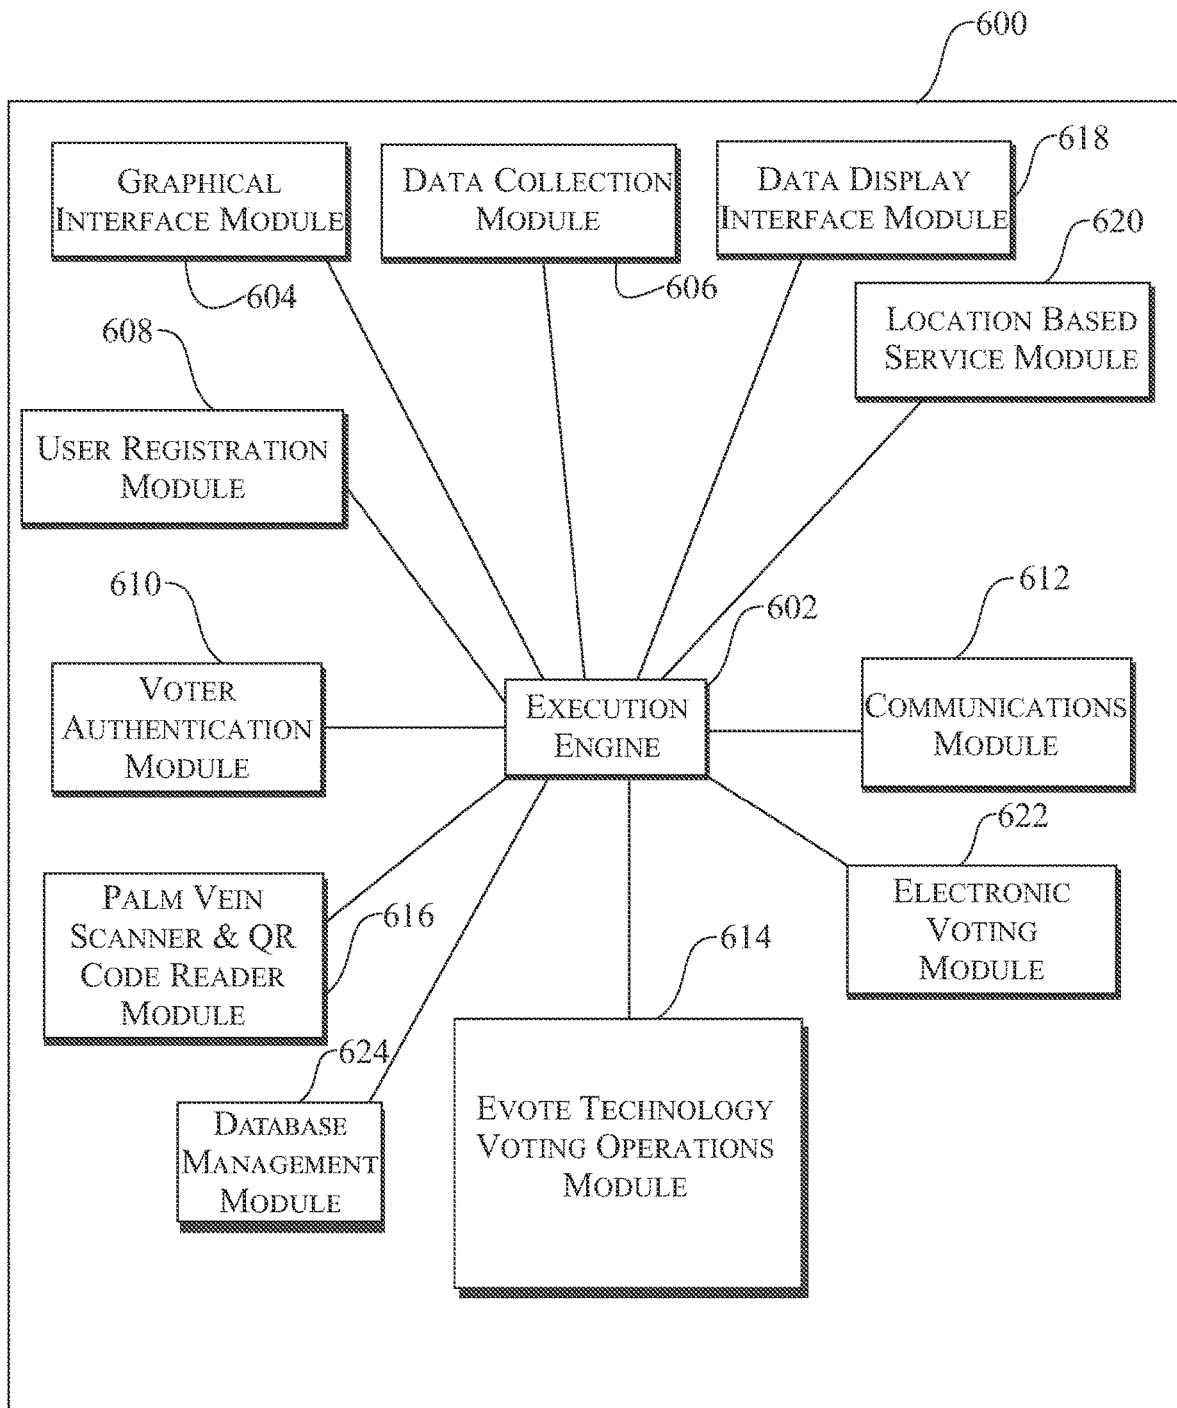 600
GRAPHICAL
INTERFACE MODULE
604
DATA COLLECTION
MODULE
606
DATA DISPLAY
INTERFACE MODULE
618
620
LOCATION BASED
SERVICE MODULE
608
USER REGISTRATION
MODULE
610
VOTER
AUTHENTICATION
MODULE
602
EXECUTION
ENGINE
612
COMMUNICATIONS
MODULE
622
ELECTRONIC
VOTING
MODULE
PALM VEIN
SCANNER & QR
CODE READER
MODULE
616
614
EVOTE TECHNOLOGY
VOTING OPERATIONS
MODULE
624
DATABASE
MANAGEMENT
MODULE